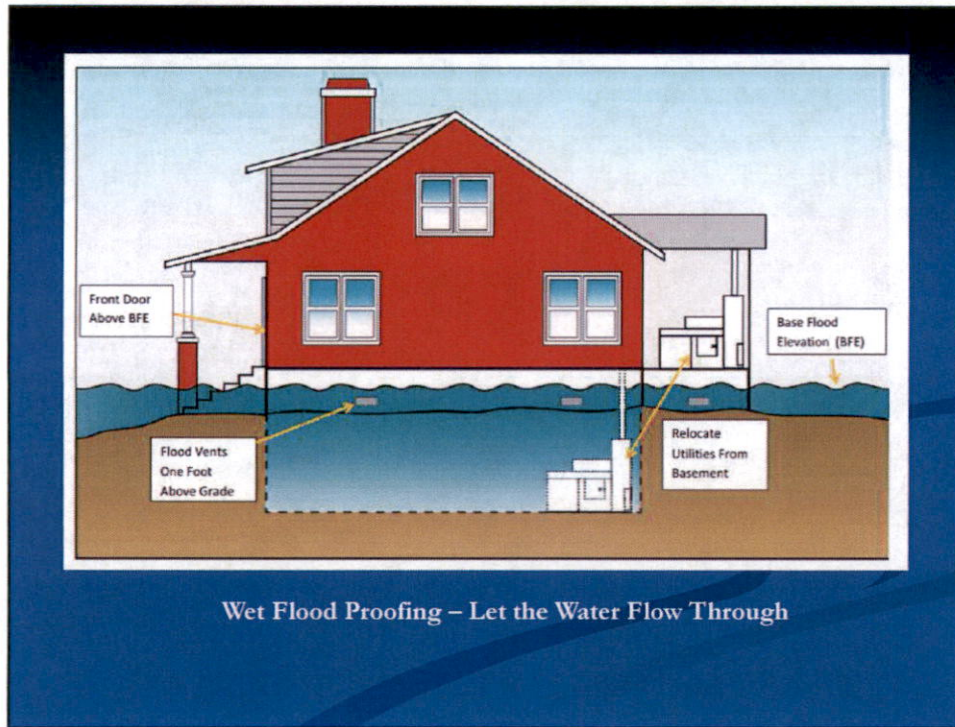 Front Door
Above BFE
Base Flood
Elevation (BFE)
Flood Vents
One Foot
Above Grade
Relocate
Utilities From
Basement
Wet Flood Proofing – Let the Water Flow Through